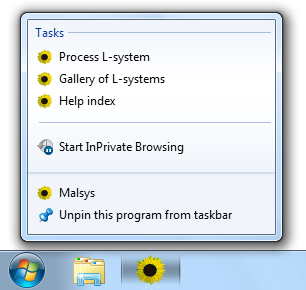 Tasks
Process L-system
Gallery of L-systems
Help index
Start InPrivate Browsing
Malsys
Unpin this program from taskbar